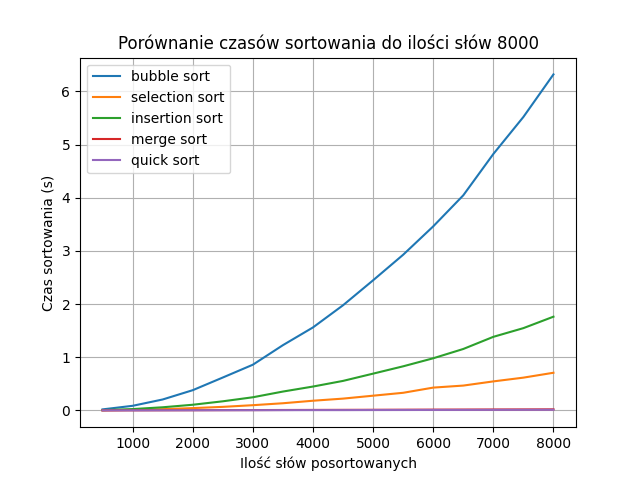 Porównanie czasów sortowania do ilości słów 8000
bubble sort
selection sort
insertion sort
merge sort
quick sort
Czas sortowania (s)
6
5
4
3
2
1
0
1000 2000 3000 4000 5000 6000 7000 8000
Ilość słów posortowanych